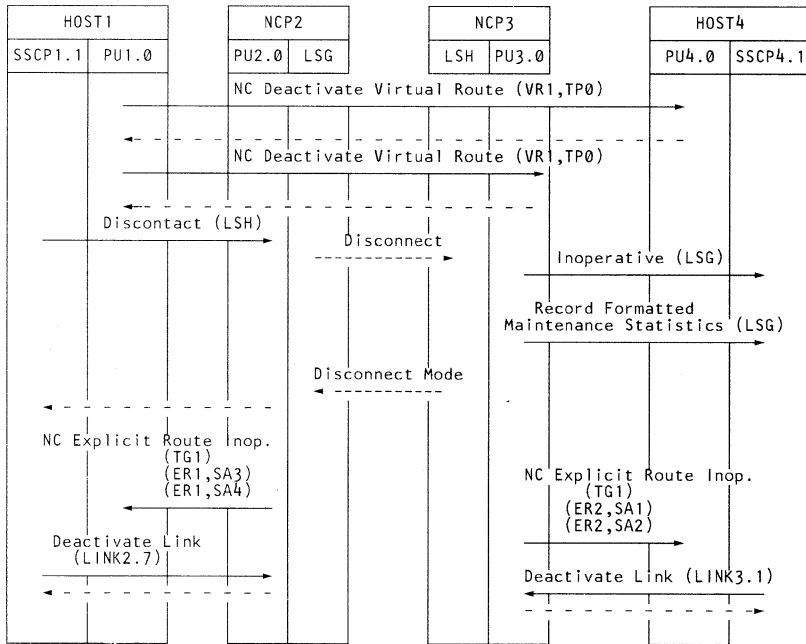 HOST1 NCP2 NCP3 HOST4
SSCP1.1 PU1.0 PU2.0 LSG LSH PU3.0 PU4.0 SSCP4.1
NC Deactivate Virtual Route (VR1,TP0)
NC Deactivate Virtual Route (VR1,TP0)
Discontact (LSH)
Disconnect
Inoperative (LSG)
Record Formatted
Maintenance Statistics (LSG)
Disconnect Mode
NC Explicit Route Inop.
(TG1)
(ER1,SA3)
(ER1,SA4)
NC Explicit Route Inop.
(TG1)
(ER2,SA1)
(ER2,SA2)
Deactivate Link
(LINK2.7)
Deactivate Link (LINK3.1)